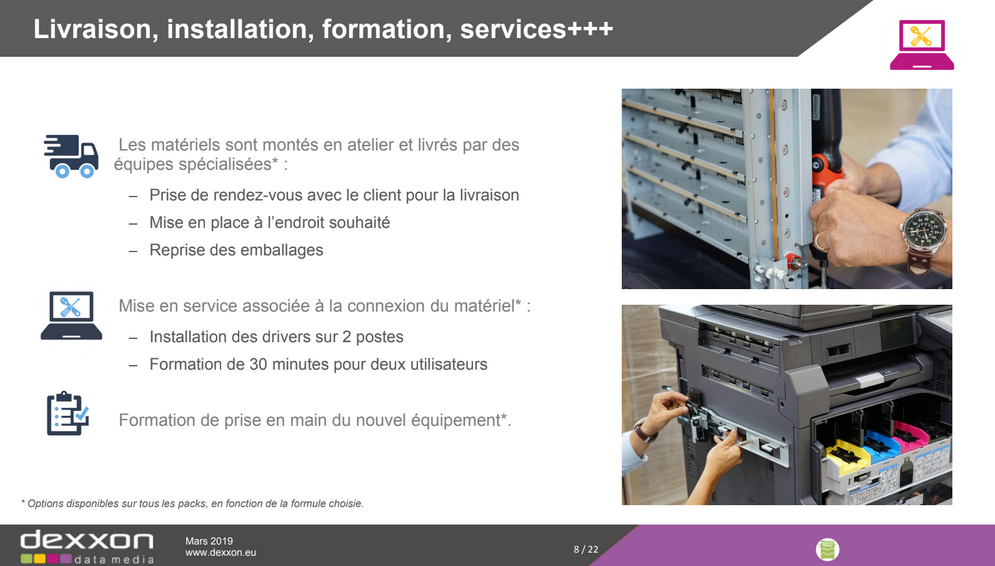 Livraison, installation, formation, services+++
Les matériels sont montés en atelier et livrés par des
équipes spécialisées* :
– Prise de rendez-vous avec le client pour la livraison
– Mise en place à l’endroit souhaité
– Reprise des emballages
Mise en service associée à la connexion du matériel* :
– Installation des drivers sur 2 postes
– Formation de 30 minutes pour deux utilisateurs
Formation de prise en main du nouvel équipement*.
* Options disponibles sur tous les packs, en fonction de la formule choisie.
dexxon
data media
Mars 2019
www.dexxon.eu
8 / 22